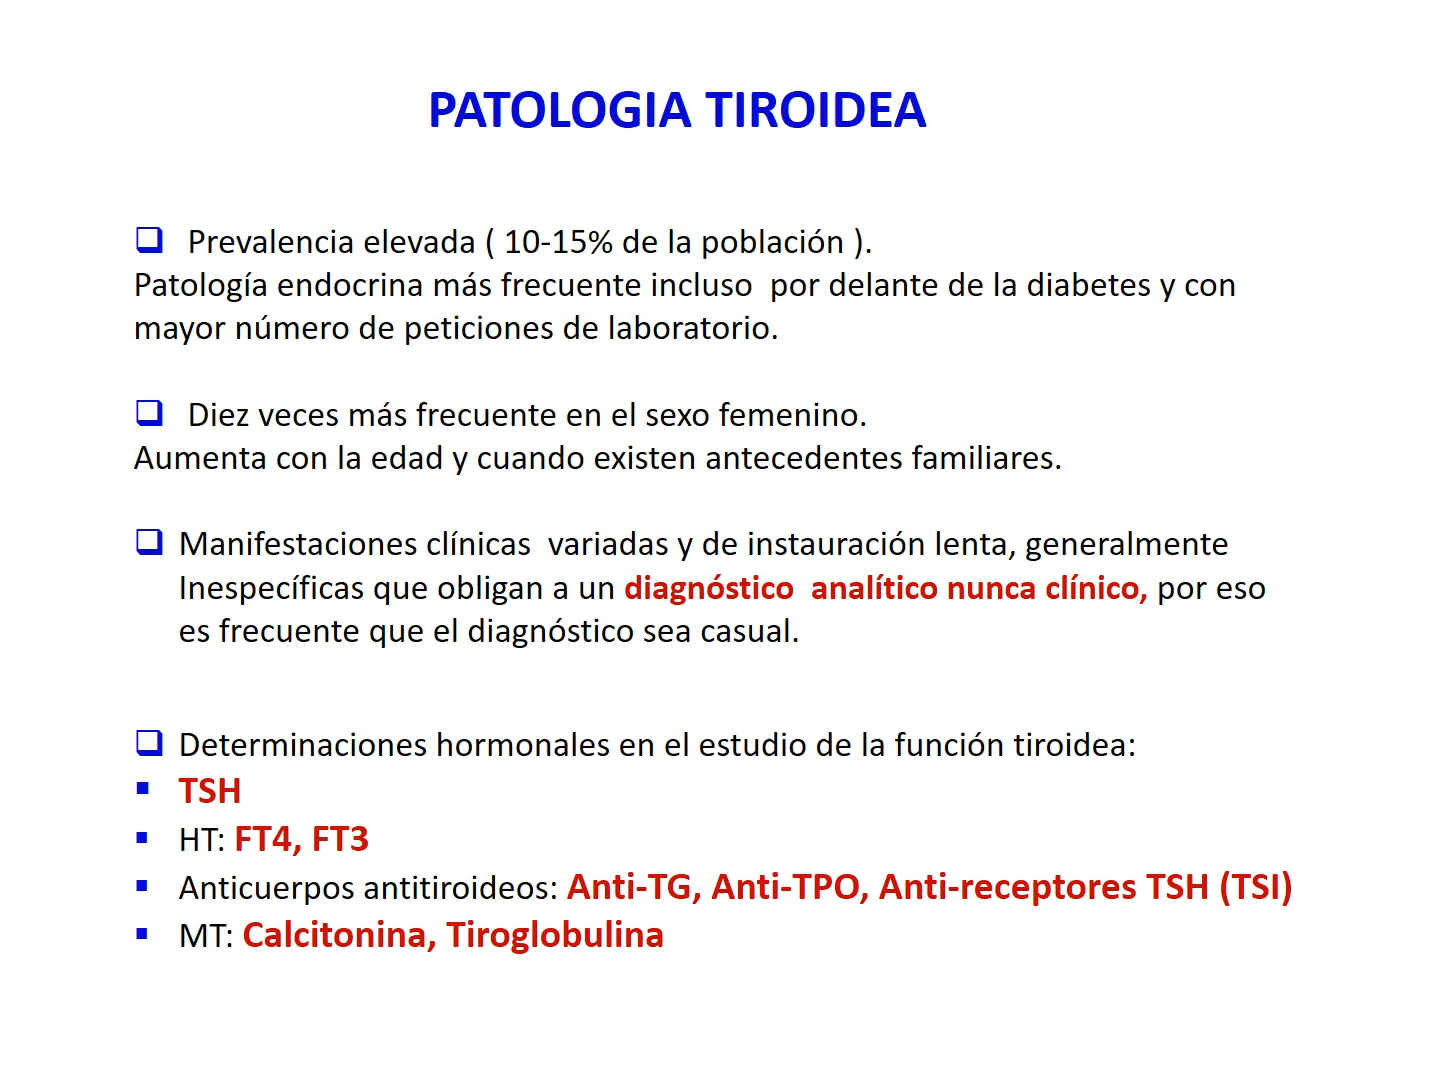 PATOLOGIA TIROIDEA
❑ Prevalencia elevada ( 10-15% de la población ).
Patología endocrina más frecuente incluso  por delante de la diabetes y con
mayor número de peticiones de laboratorio.
❑ Diez veces más frecuente en el sexo femenino.
Aumenta con la edad y cuando existen antecedentes familiares.
❑ Manifestaciones clínicas  variadas y de instauración lenta, generalmente
Inespecíficas que obligan a un diagnóstico  analítico nunca clínico, por eso
es frecuente que el diagnóstico sea casual.
❑ Determinaciones hormonales en el estudio de la función tiroidea:
▪ TSH
▪ HT: FT4, FT3
▪ Anticuerpos antitiroideos: Anti-TG, Anti-TPO, Anti-receptores TSH (TSI)
▪ MT: Calcitonina, Tiroglobulina